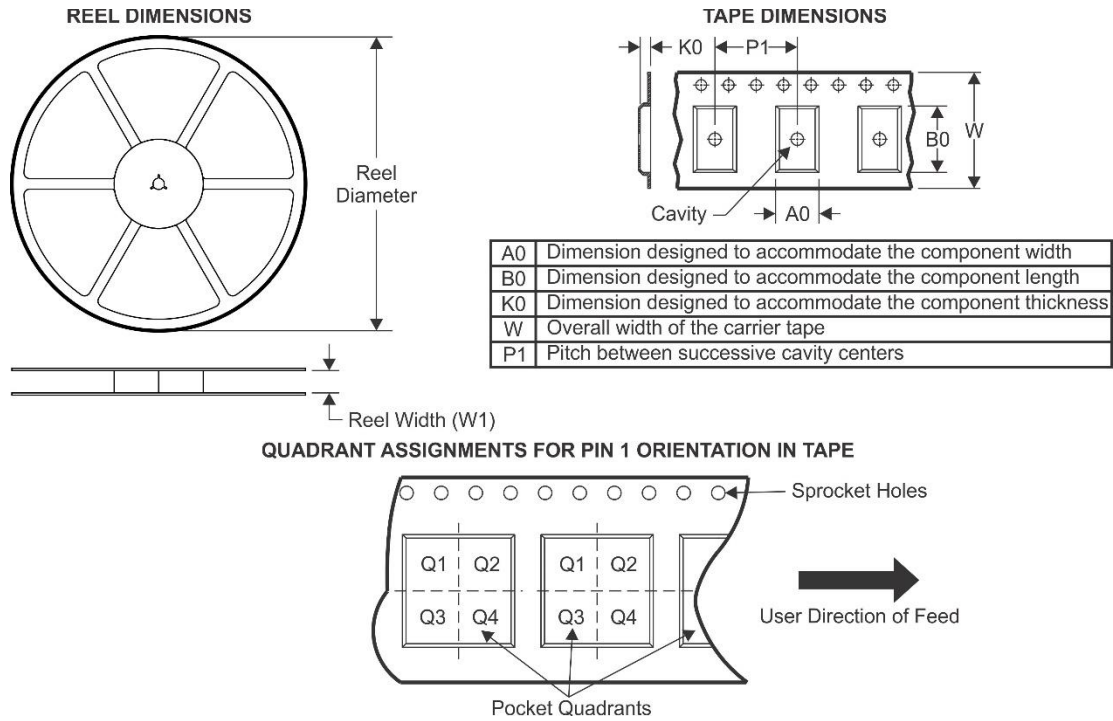 REEL DIMENSIONS
Reel
Diameter
Reel Width (W1)
TAPE DIMENSIONS
K0
P1
B0
W
Cavity
A0
A0 Dimension designed to accommodate the component width
B0 Dimension designed to accommodate the component length
K0 Dimension designed to accommodate the component thickness
W Overall width of the carrier tape
P1 Pitch between successive cavity centers
QUADRANT ASSIGNMENTS FOR PIN 1 ORIENTATION IN TAPE
Sprocket Holes
Q1 Q2 Q1 Q2
Q3 Q4 Q3 Q4
User Direction of Feed
Pocket Quadrants